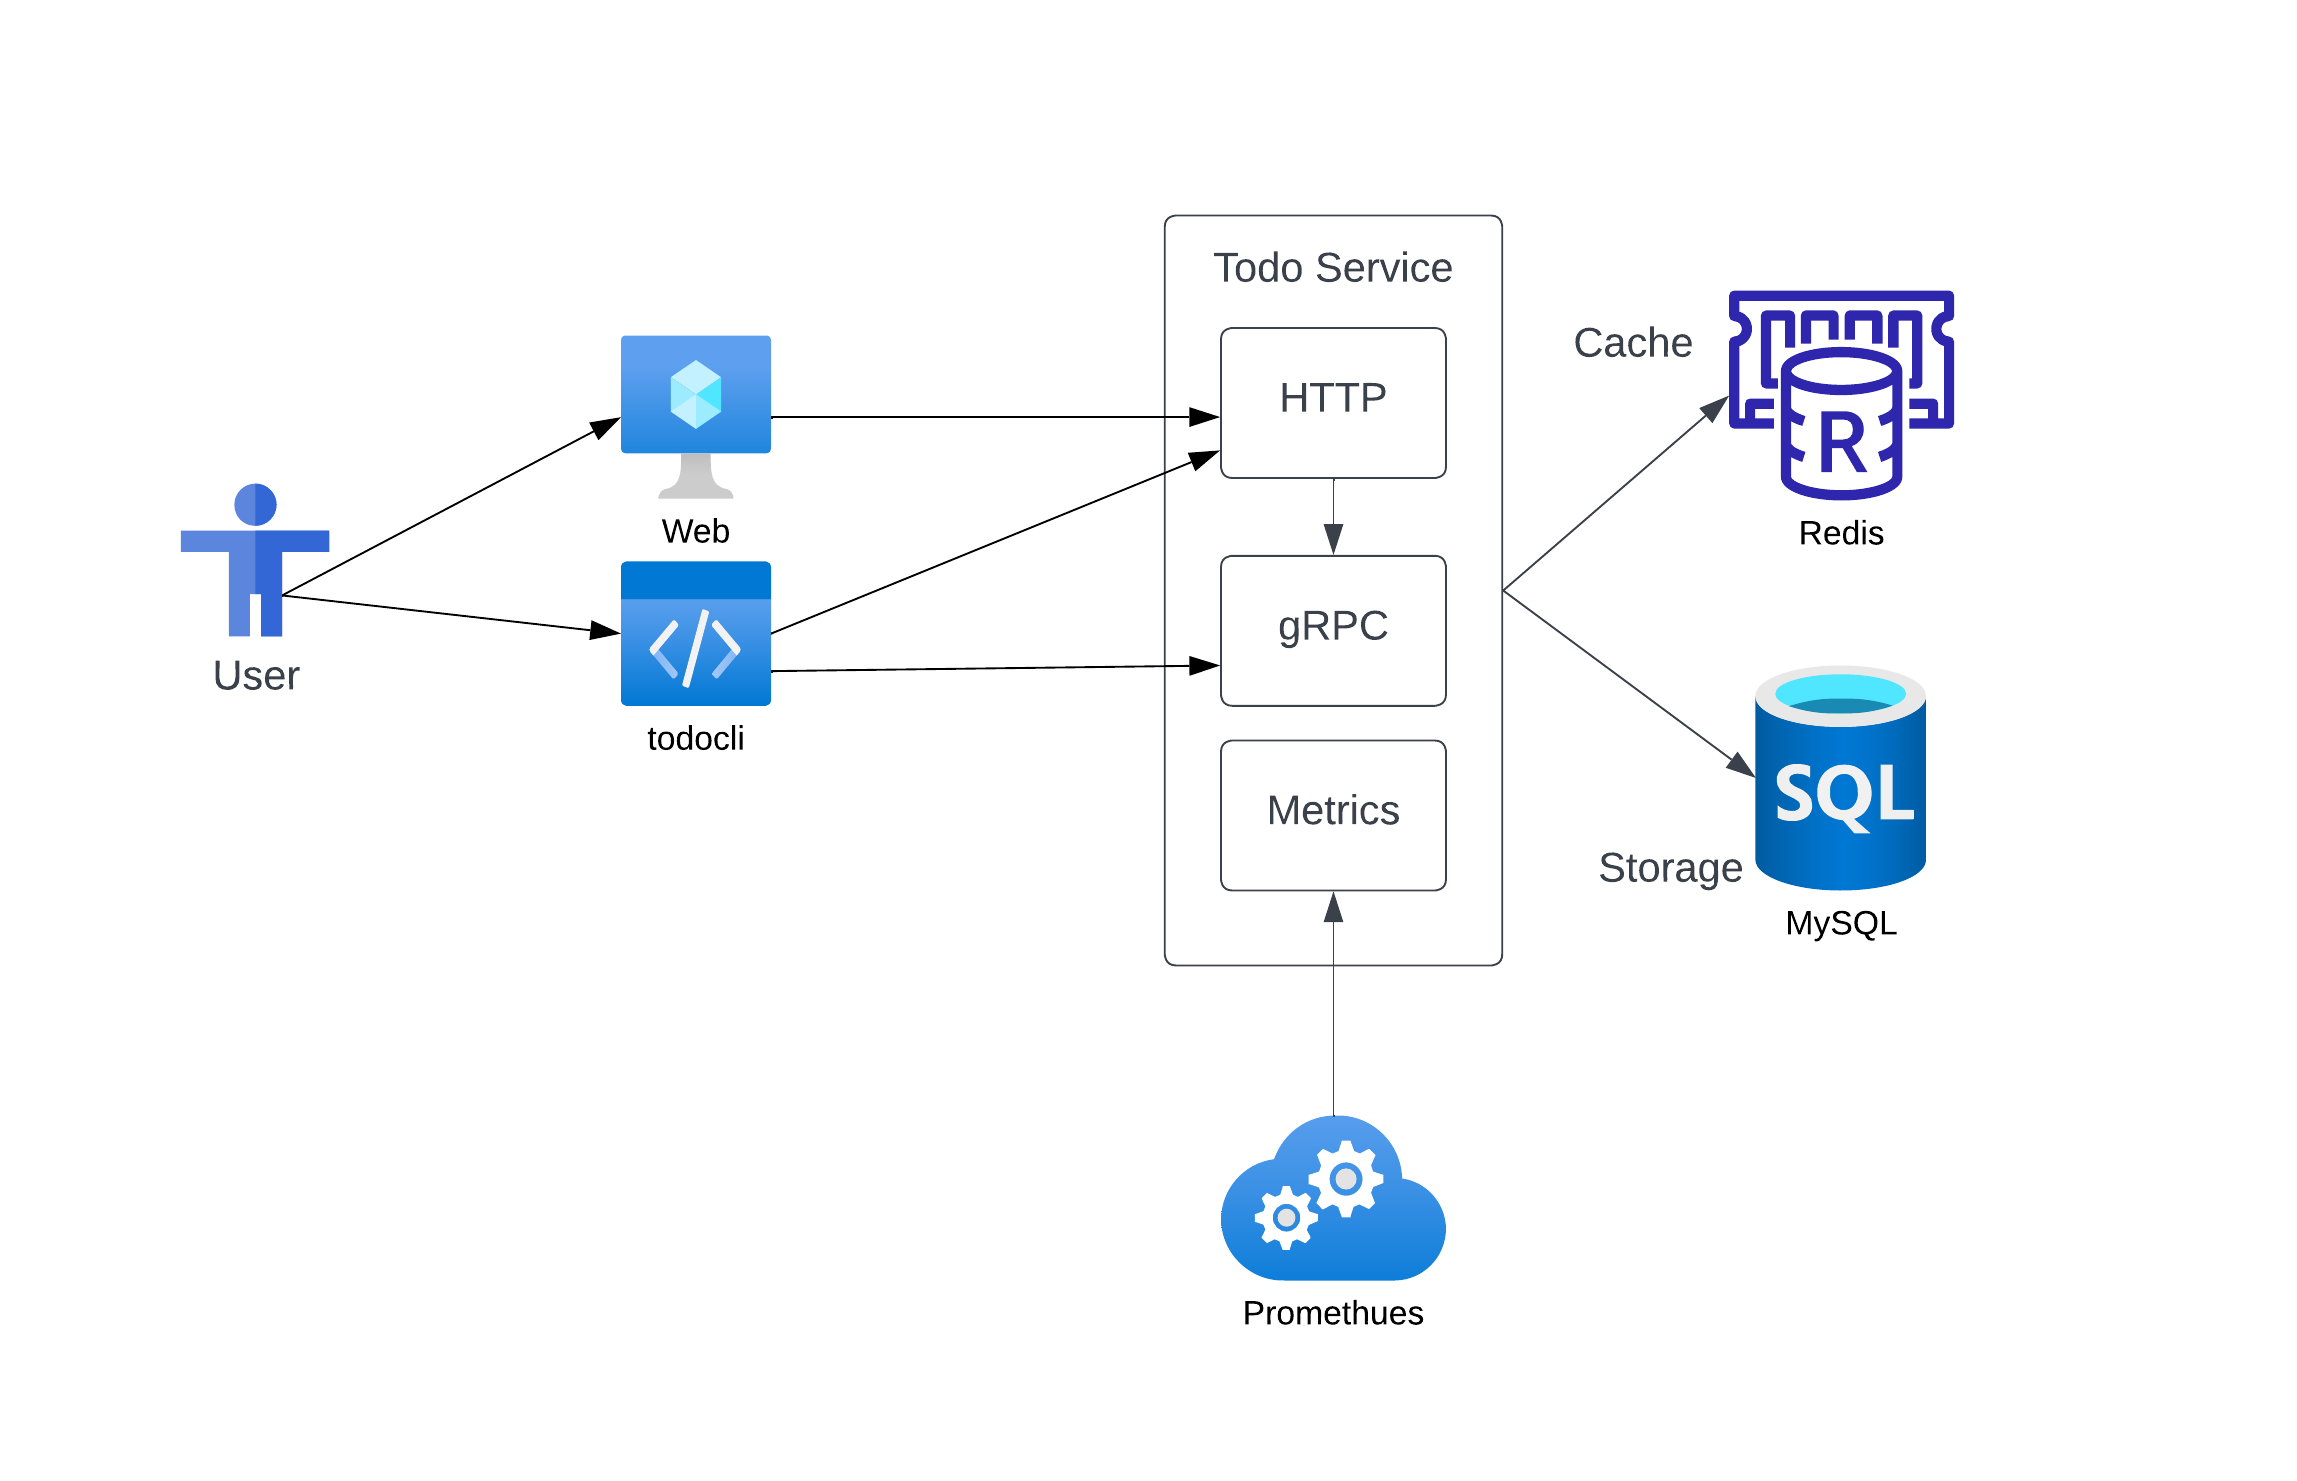 User
Web
</>
todocli
Todo Service
HTTP
gRPC
Metrics
Promethues
Cache
R
Redis
SQL
Storage
MySQL